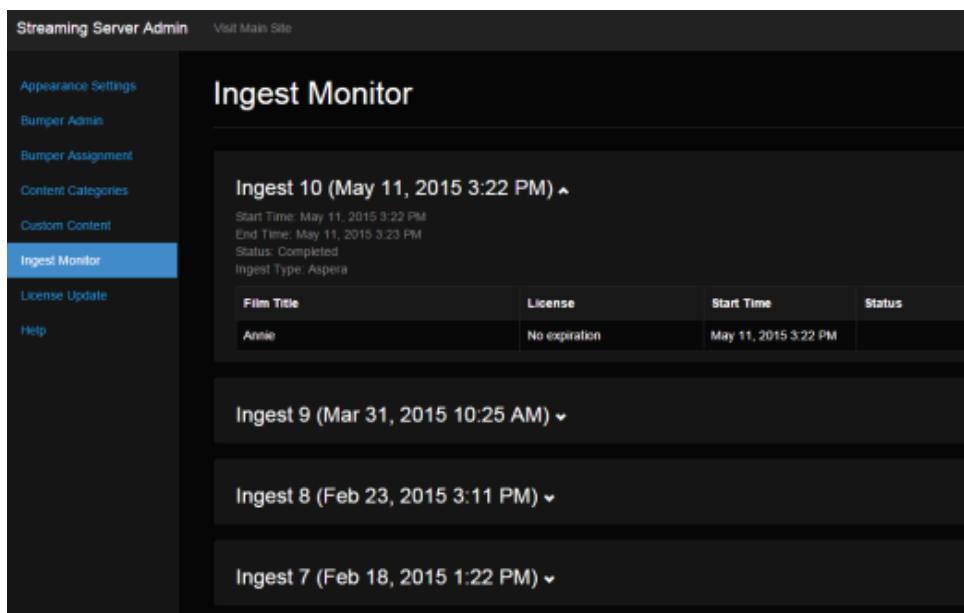 Streaming Server Admin Visit Main Site
Appearance Settings
Bumper Admin
Bumper Assignment
Content Categories
Custom Content
Ingest Monitor
License Update
Help
Ingest Monitor
Ingest 10 (May 11, 2015 3:22 PM)
Start Time: May 11, 2015 3:22 PM
End Time: May 11, 2015 3:23 PM
Status: Completed
Ingest Type: Aspera
Film Title License Start Time Status
Annie No expiration May 11, 2015 3:22 PM
Ingest 9 (Mar 31, 2015 10:25 AM)
Ingest 8 (Feb 23, 2015 3:11 PM)
Ingest 7 (Feb 18, 2015 1:22 PM)